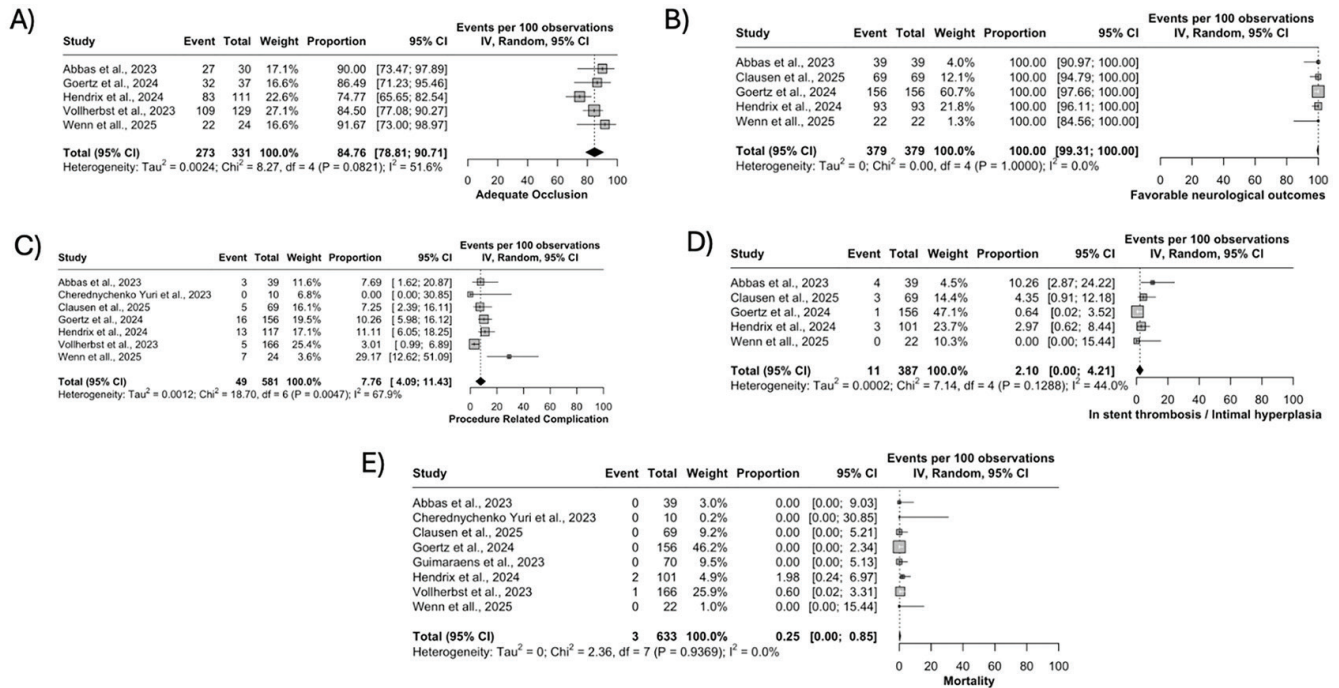 A)
Events per 100 observations
Study Event Total Weight Proportion 95% CI IV, Random, 95% CI
Abbas et al., 2023 27 30 17.1% 90.00 [73.47; 97.89]
Goertz et al., 2024 32 37 16.6% 86.49 [71.23; 95.46]
Hendrix et al., 2024 83 111 22.6% 74.77 [65.65; 82.54]
Vollherbst et al., 2023 109 129 27.1% 84.50 [77.08; 90.27]
Wenn et all., 2025 22 24 16.6% 91.67 [73.00; 98.97]
Total (95% CI) 273 331 100.0% 84.76 [78.81; 90.71]
Heterogeneity: Tau² = 0.0024; Chi² = 8.27, df = 4 (P = 0.0821); I² = 51.6%
0 20 40 60 80 100
Adequate Occlusion
B)
Events per 100 observations
Study Event Total Weight Proportion 95% CI IV, Random, 95% CI
Abbas et al., 2023 39 39 4.0% 100.00 [90.97; 100.00]
Clausen et al., 2025 69 69 12.1% 100.00 [94.79; 100.00]
Goertz et al., 2024 156 156 60.7% 100.00 [97.66; 100.00]
Hendrix et al., 2024 93 93 21.8% 100.00 [96.11; 100.00]
Wenn et all., 2025 22 22 1.3% 100.00 [84.56; 100.00]
Total (95% CI) 379 379 100.0% 100.00 [99.31; 100.00]
Heterogeneity: Tau² = 0; Chi² = 0.00, df = 4 (P = 1.0000); I² = 0.0%
0 20 40 60 80 100
Favorable neurological outcomes
C)
Events per 100 observations
Study Event Total Weight Proportion 95% CI IV, Random, 95% CI
Abbas et al., 2023 3 39 11.6% 7.69 [ 1.62; 20.87]
Cherednychenko Yuri et al., 2023 0 10 6.8% 0.00 [ 0.00; 30.85]
Clausen et al., 2025 5 69 16.1% 7.25 [ 2.39; 16.11]
Goertz et al., 2024 16 156 19.5% 10.26 [ 5.98; 16.12]
Hendrix et al., 2024 13 117 17.1% 11.11 [ 6.05; 18.25]
Vollherbst et al., 2023 5 166 25.4% 3.01 [ 0.99; 6.89]
Wenn et all., 2025 7 24 3.6% 29.17 [12.62; 51.09]
Total (95% CI) 49 581 100.0% 7.76 [ 4.09; 11.43]
Heterogeneity: Tau² = 0.0012; Chi² = 18.70, df = 6 (P = 0.0047); I² = 67.9%
0 20 40 60 80 100
Procedure Related Complication
D)
Events per 100 observations
Study Event Total Weight Proportion 95% CI IV, Random, 95% CI
Abbas et al., 2023 4 39 4.5% 10.26 [2.87; 24.22]
Clausen et al., 2025 3 69 14.4% 4.35 [0.91; 12.18]
Goertz et al., 2024 1 156 47.1% 0.64 [0.02; 3.52]
Hendrix et al., 2024 3 101 23.7% 2.97 [0.62; 8.44]
Wenn et all., 2025 0 22 10.3% 0.00 [0.00; 15.44]
Total (95% CI) 11 387 100.0% 2.10 [0.00; 4.21]
Heterogeneity: Tau² = 0.0002; Chi² = 7.14, df = 4 (P = 0.1288); I² = 44.0%
0 20 40 60 80 100
In stent thrombosis / Intimal hyperplasia
E)
Events per 100 observations
Study Event Total Weight Proportion 95% CI IV, Random, 95% CI
Abbas et al., 2023 0 39 3.0% 0.00 [0.00; 9.03]
Cherednychenko Yuri et al., 2023 0 10 0.2% 0.00 [0.00; 30.85]
Clausen et al., 2025 0 69 9.2% 0.00 [0.00; 5.21]
Goertz et al., 2024 0 156 46.2% 0.00 [0.00; 2.34]
Guimaraens et al., 2023 0 70 9.5% 0.00 [0.00; 5.13]
Hendrix et al., 2024 2 101 4.9% 1.98 [0.24; 6.97]
Vollherbst et al., 2023 1 166 25.9% 0.60 [0.02; 3.31]
Wenn et all., 2025 0 22 1.0% 0.00 [0.00; 15.44]
Total (95% CI) 3 633 100.0% 0.25 [0.00; 0.85]
Heterogeneity: Tau² = 0; Chi² = 2.36, df = 7 (P = 0.9369); I² = 0.0%
0 20 40 60 80 100
Mortality